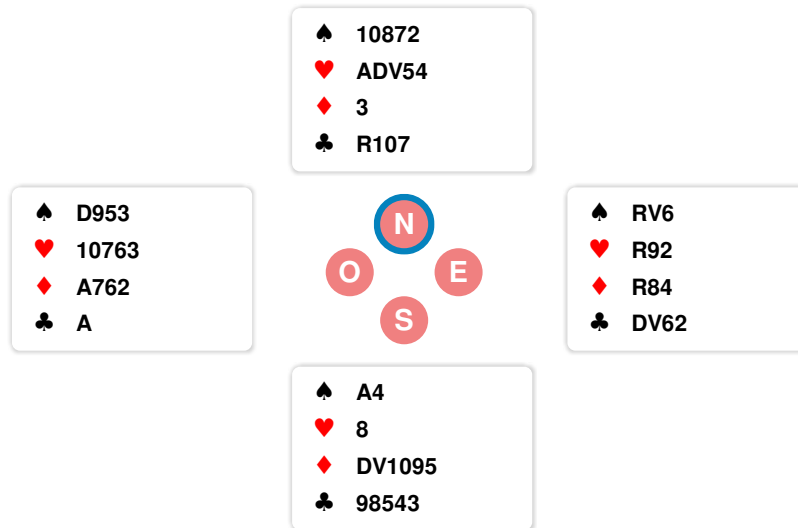 ♠ 10872
♥ ADV54
♦ 3
♣ R107
♠ D953
♥ 10763
♦ A762
♣ A
N
O
E
S
♠ RV6
♥ R92
♦ R84
♣ DV62
♠ A4
♥ 8
♦ DV1095
♣ 98543